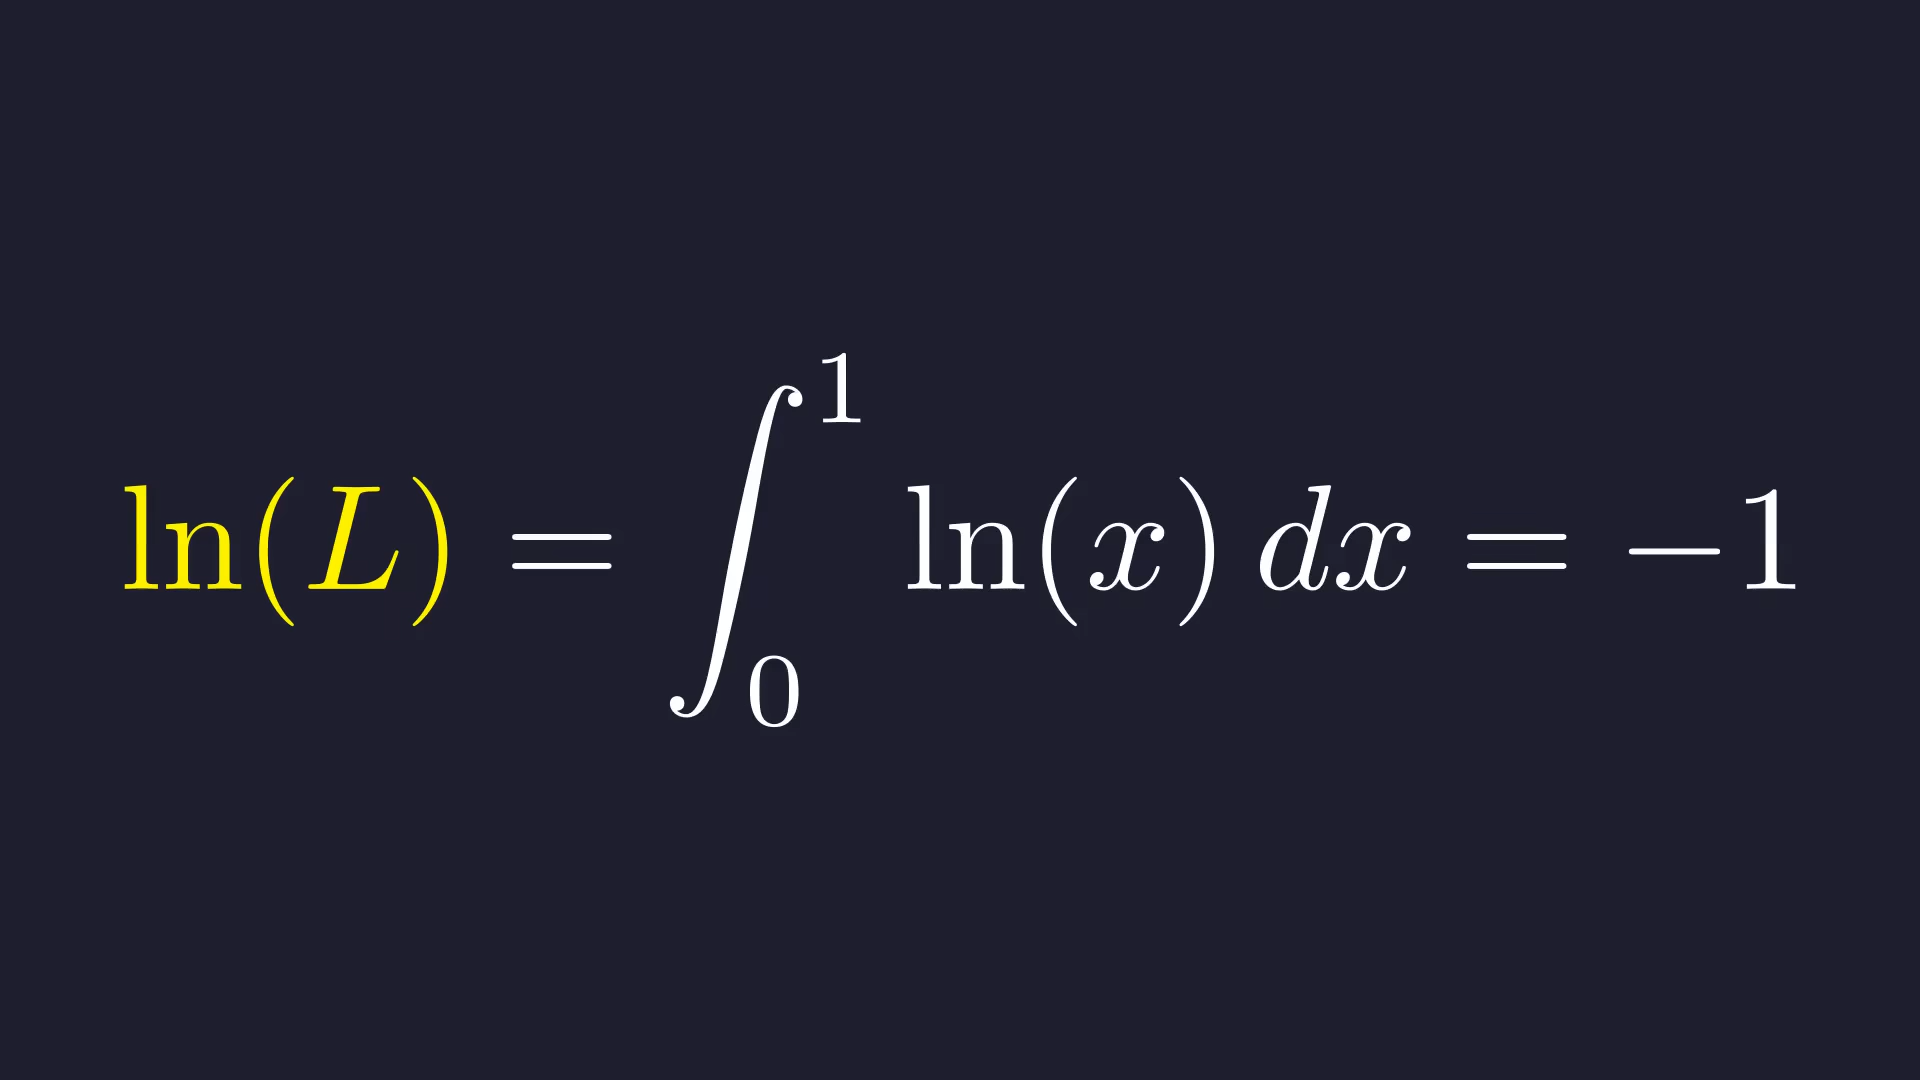 ln(L) = ∫₀¹ ln(x) dx = −1